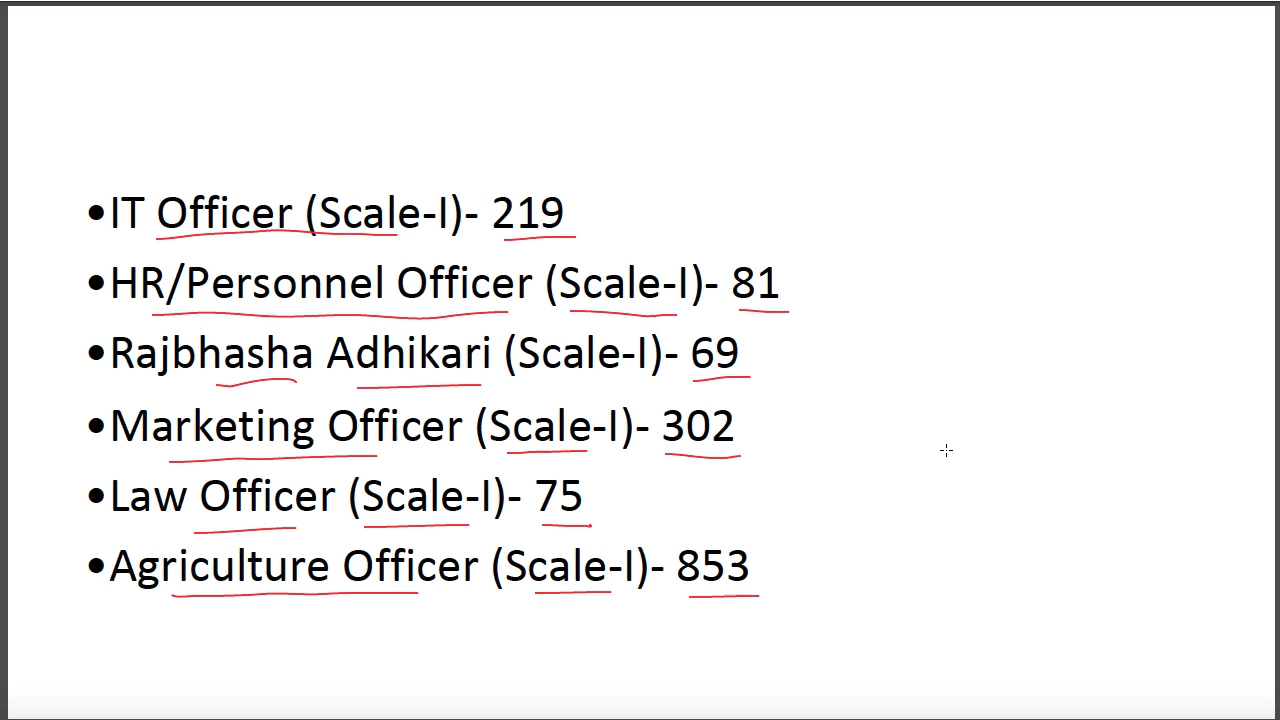 •IT Officer (Scale-I)- 219
•HR/Personnel Officer (Scale-I)- 81
•Rajbhasha Adhikari (Scale-I)- 69
•Marketing Officer (Scale-I)- 302
•Law Officer (Scale-I)- 75
•Agriculture Officer (Scale-I)- 853